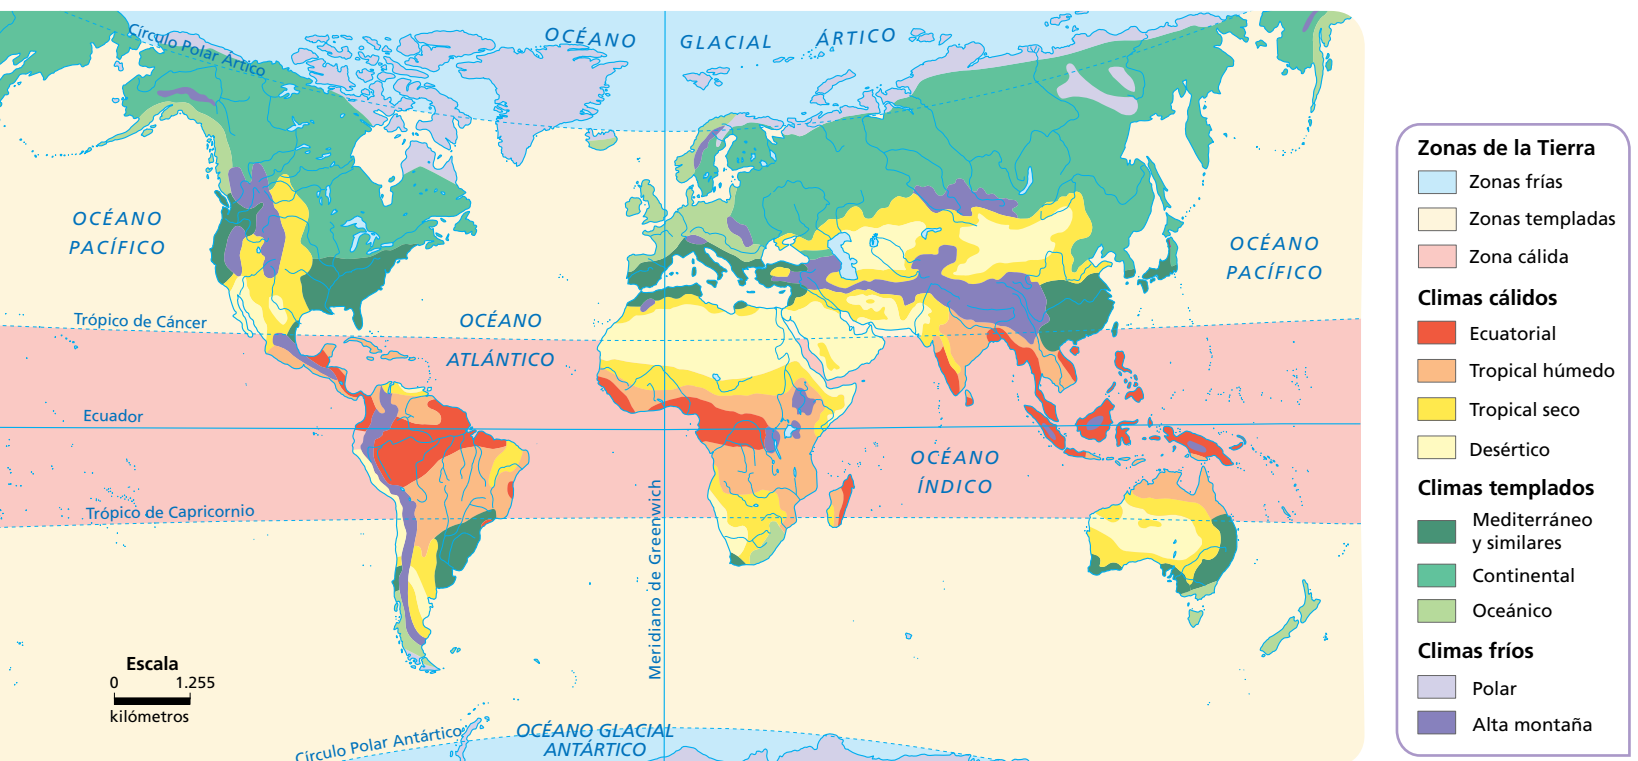 Círculo Polar Ártico
OCÉANO
GLACIAL
ÁRTICO
OCÉANO
PACÍFICO
OCÉANO
PACÍFICO
Trópico de Cáncer
OCÉANO
ATLÁNTICO
Ecuador
OCÉANO
ÍNDICO
Trópico de Capricornio
Meridiano de Greenwich
Escala
0 1.255
kilómetros
Círculo Polar Antártico
OCÉANO GLACIAL
ANTÁRTICO
Zonas de la Tierra
Zonas frías
Zonas templadas
Zona cálida
Climas cálidos
Ecuatorial
Tropical húmedo
Tropical seco
Desértico
Climas templados
Mediterráneo
y similares
Continental
Oceánico
Climas fríos
Polar
Alta montaña